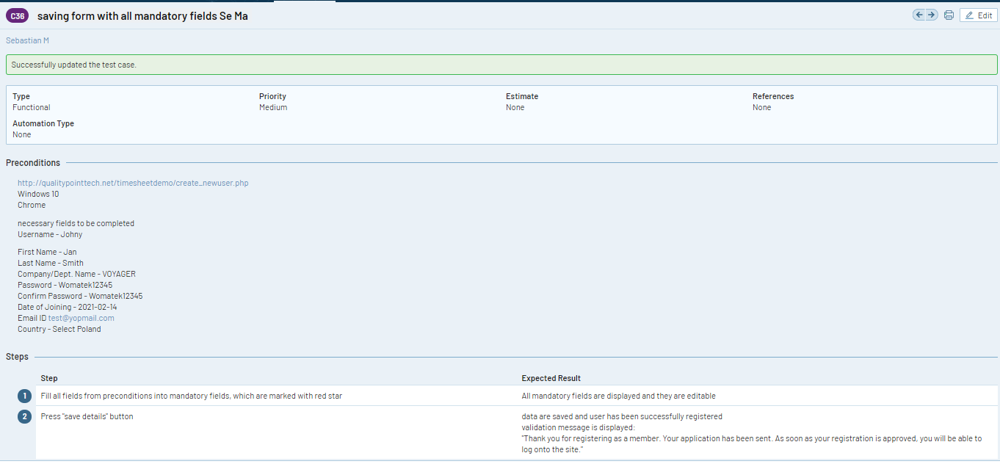 C36 saving form with all mandatory fields Se Ma
Edit
Sebastian M
Successfully updated the test case.
Type Priority Estimate References
Functional Medium None None
Automation Type
None
Preconditions
http://qualitypointtech.net/timesheetdemo/create_newuser.php
Windows 10
Chrome
necessary fields to be completed
Username - Johny
First Name - Jan
Last Name - Smith
Company/Dept. Name - VOYAGER
Password - Womatek12345
Confirm Password - Womatek12345
Date of Joining - 2021-02-14
Email ID test@yopmail.com
Country - Select Poland
Steps
Step Expected Result
1 Fill all fields from preconditions into mandatory fields, which are marked with red star All mandatory fields are displayed and they are editable
2 Press "save details" button data are saved and user has been successfully registered
validation message is displayed:
"Thank you for registering as a member. Your application has been sent. As soon as your registration is approved, you will be able to
log onto the site."